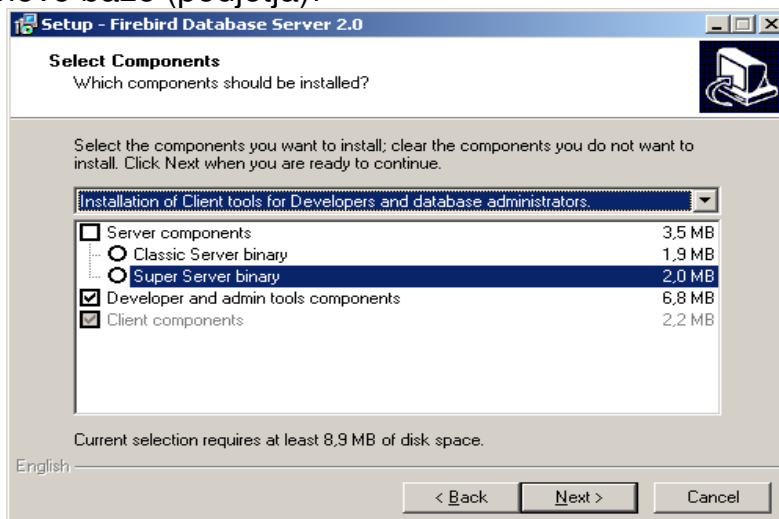 Setup - Firebird Database Server 2.0
Select Components
Which components should be installed?
Select the components you want to install; clear the components you do not want to
install. Click Next when you are ready to continue.
Installation of Client tools for Developers and database administrators.
Server components 3,5 MB
Classic Server binary 1,9 MB
Super Server binary 2,0 MB
Developer and admin tools components 6,8 MB
Client components 2,2 MB
Current selection requires at least 8,9 MB of disk space.
English
< Back Next > Cancel